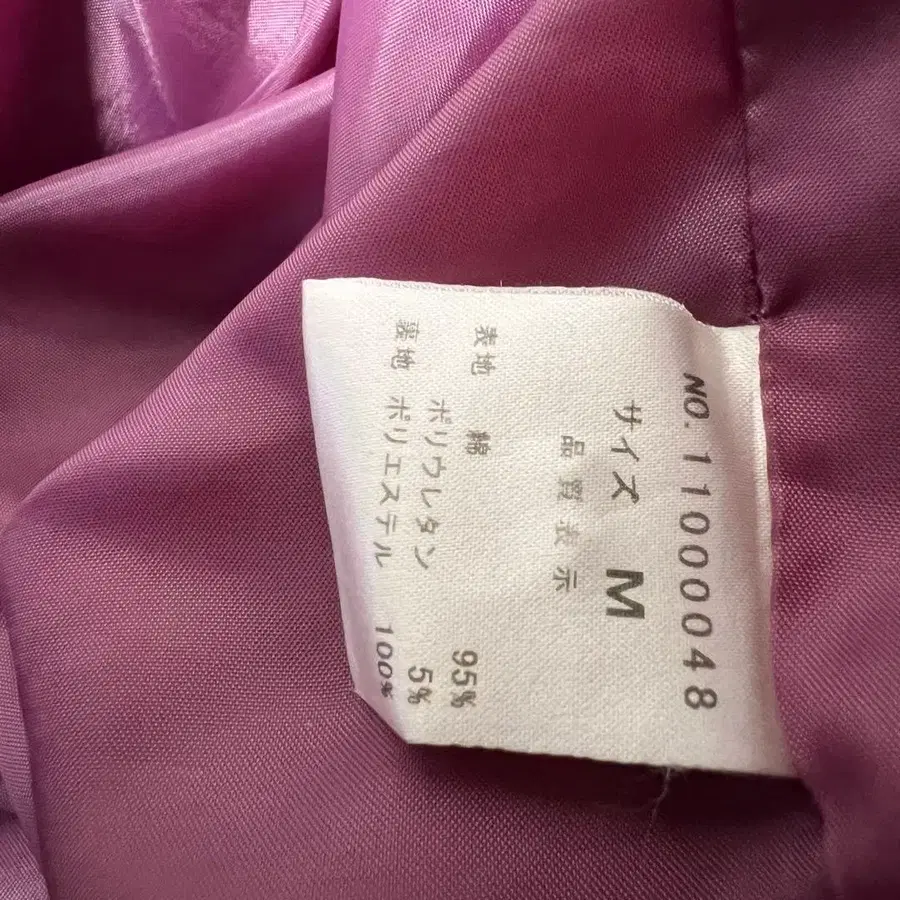 NO. 11000048
サイズ M
品質表示
表地 綿 95%
ポリウレタン 5%
裏地 ポリエステル 100%